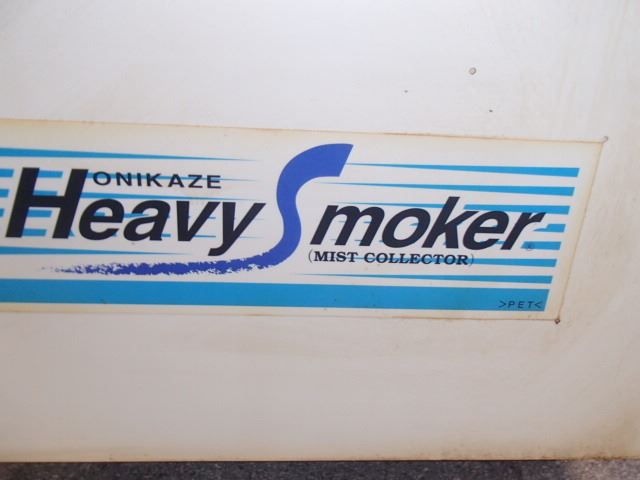 ONIKAZE
Heavy Smoker®
(MIST COLLECTOR)
>PET<